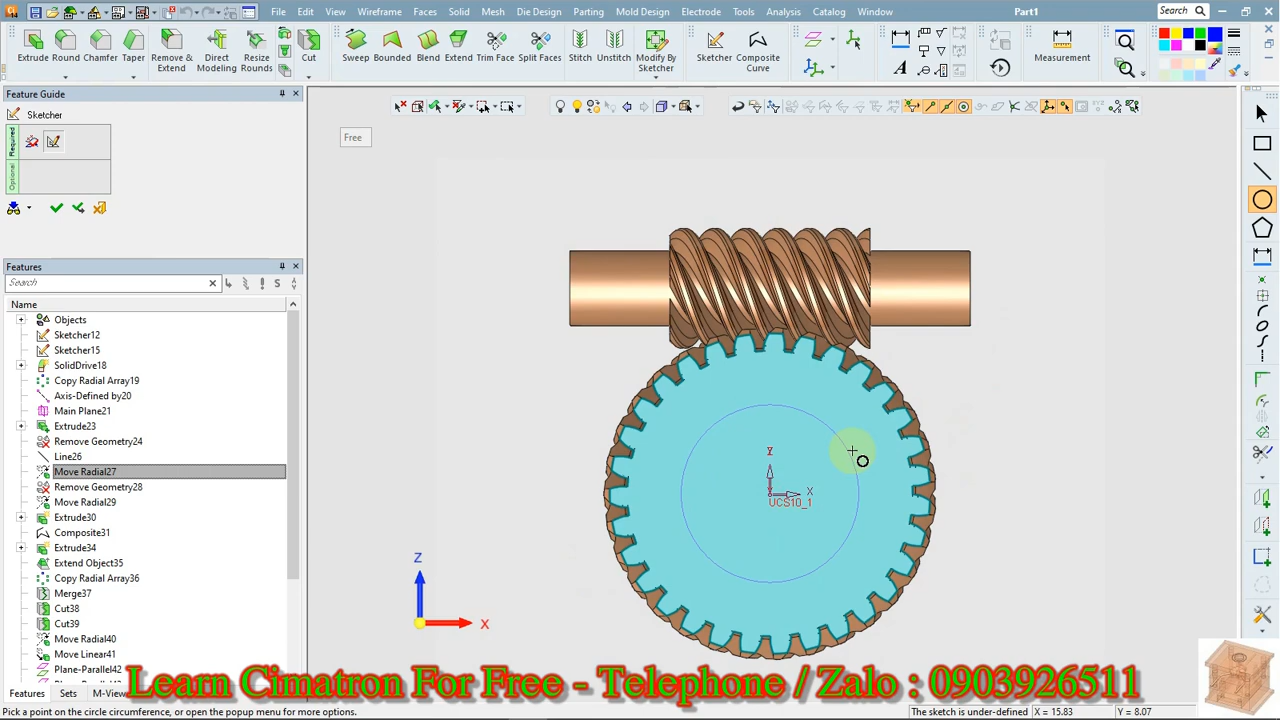 File Edit View Wireframe Faces Solid Mesh Die Design Parting Mold Design Electrode Tools Analysis Catalog Window Part1 Search
Extrude Round Chamfer Taper Remove & Extend Direct Modeling Resize Rounds Cut Sweep Bounded Blend Extend Trim Faces Split Faces Stitch Unstitch Modify By Sketcher Sketcher Composite Curve Measurement
Feature Guide
Sketcher
Required
Optional
Free
Features
Search
Name
Objects
Sketcher12
Sketcher15
SolidDrive18
Copy Radial Array19
Axis-Defined by20
Main Plane21
Extrude23
Remove Geometry24
Line26
Move Radial27
Remove Geometry28
Move Radial29
Extrude30
Composite31
Extrude34
Extend Object35
Copy Radial Array36
Merge37
Cut38
Cut39
Move Radial40
Move Linear41
Plane-Parallel42
Z
X
UCS10_1
Z
X
Features Sets M-View
Learn Cimatron For Free - Telephone / Zalo : 0903926511
Pick a point on the circle circumference, or open the popup menu for more options. The sketch is under-defined X = 15.83 Y = 8.07